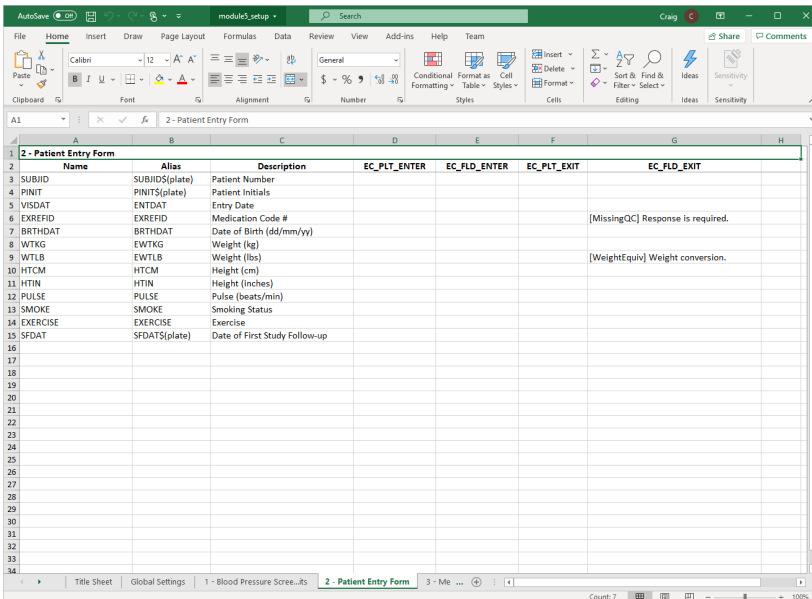 AutoSave Off module5_setup Search Craig C
File Home Insert Draw Page Layout Formulas Data Review View Add-ins Help Team Share Comments
Paste Calibri 12 A A General Conditional Formatting Format as Table Cell Styles Insert Delete Format Sort & Filter Find & Select Ideas Sensitivity
B I U A $ % 9
Clipboard Font Alignment Number Styles Cells Editing Ideas Sensitivity
A1 fx 2 - Patient Entry Form
A B C D E F G H
1 2 - Patient Entry Form
2 Name Alias Description EC_PLT_ENTER EC_FLD_ENTER EC_PLT_EXIT EC_FLD_EXIT
3 SUBJID SUBJID$(plate) Patient Number
4 PINIT PINIT$(plate) Patient Initials
5 VISDAT ENTDAT Entry Date
6 EXREFID EXREFID Medication Code # [MissingQC] Response is required.
7 BRTHDAT BRTHDAT Date of Birth (dd/mm/yy)
8 WTKG EWTKG Weight (kg)
9 WTLB EWTLB Weight (lbs) [WeightEquiv] Weight conversion.
10 HTCM HTCM Height (cm)
11 HTIN HTIN Height (inches)
12 PULSE PULSE Pulse (beats/min)
13 SMOKE SMOKE Smoking Status
14 EXERCISE EXERCISE Exercise
15 SFDAT SFDAT$(plate) Date of First Study Follow-up
16
17
18
19
20
21
22
23
24
25
26
27
28
29
30
31
32
33
34
Title Sheet Global Settings 1 - Blood Pressure Scree...its 2 - Patient Entry Form 3 - Me ...
Count: 7 100%